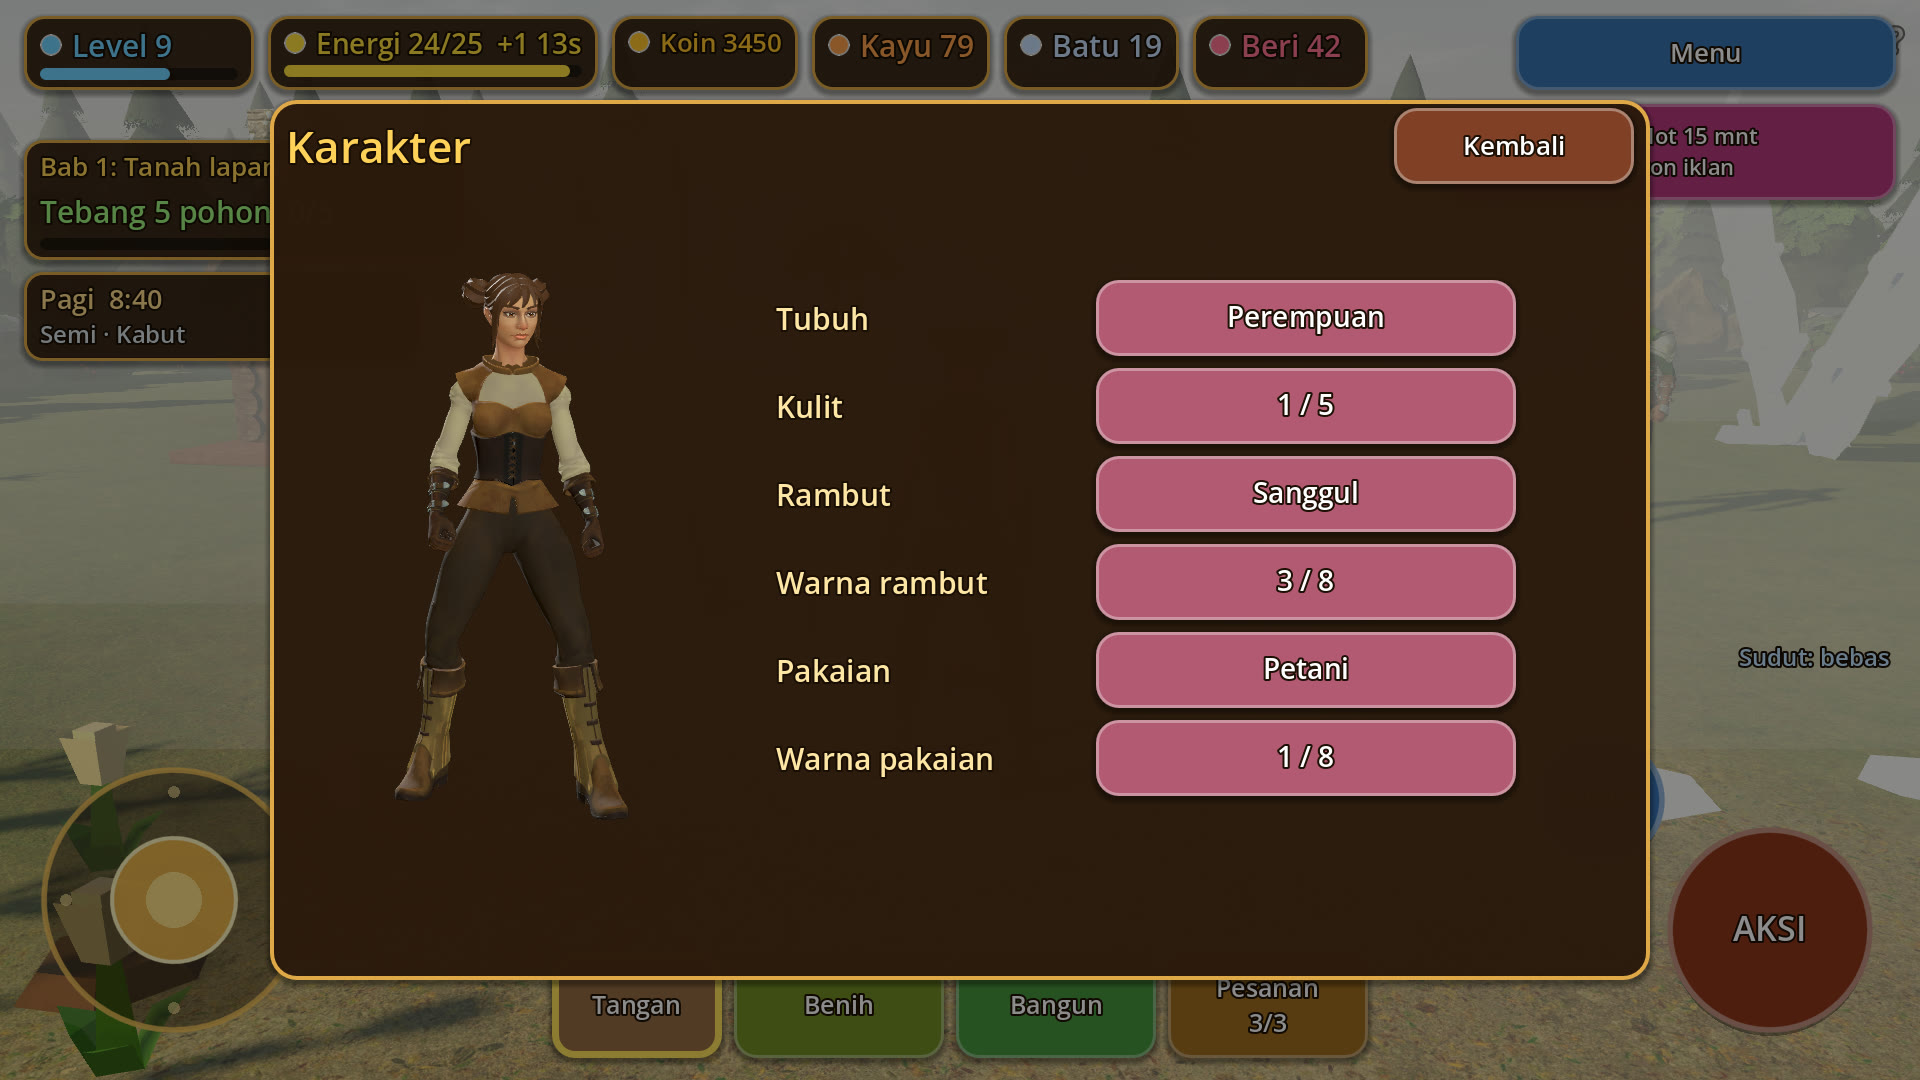 Level 9
Energi 24/25 +1 13s
Koin 3450
Kayu 79
Batu 19
Beri 42
Menu
?
Karakter
Kembali
lot 15 mnt
on iklan
Bab 1: Tanah lapar
Tebang 5 pohon
Pagi 8:40
Semi · Kabut
Tubuh
Perempuan
Kulit
1 / 5
Rambut
Sanggul
Warna rambut
3 / 8
Pakaian
Petani
Warna pakaian
1 / 8
Sudut: bebas
AKSI
Tangan
Benih
Bangun
Pesanan
3/3